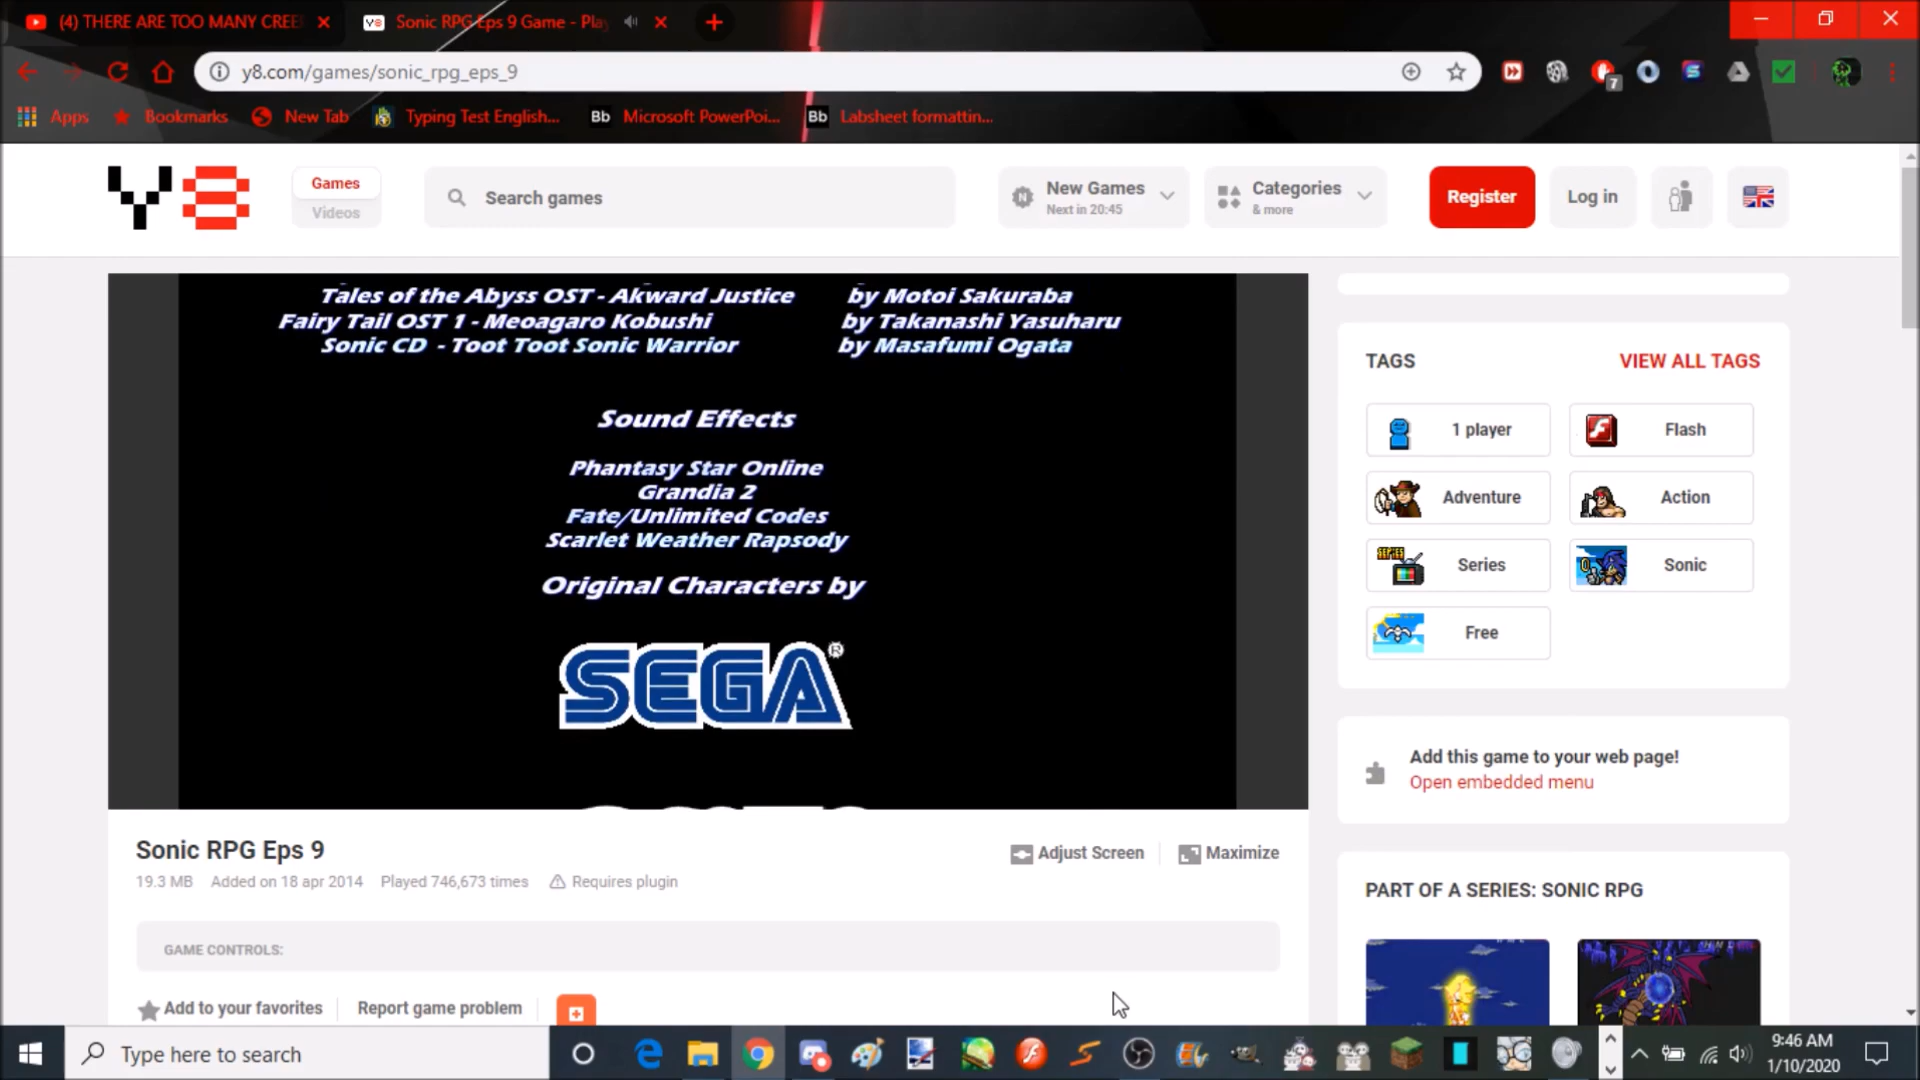 (4) THERE ARE TOO MANY CREE
Sonic RPG Eps 9 Game - Play
y8.com/games/sonic_rpg_eps_9
7
Apps
Bookmarks
New Tab
Typing Test English...
Bb Microsoft PowerPoi...
Bb Labsheet formattin...
Y8
Games
Videos
Search games
New Games
Next in 20:45
Categories
& more
Register
Log in
Tales of the Abyss OST - Akward Justice by Motoi Sakuraba
Fairy Tail OST 1 - Meoagaro Kobushi by Takanashi Yasuharu
Sonic CD - Toot Toot Sonic Warrior by Masafumi Ogata
Sound Effects
Phantasy Star Online
Grandia 2
Fate/Unlimited Codes
Scarlet Weather Rapsody
Original Characters by
SEGA®
TAGS
VIEW ALL TAGS
1 player
Flash
Adventure
Action
Series
Sonic
Free
Add this game to your web page!
Open embedded menu
PART OF A SERIES: SONIC RPG
Sonic RPG Eps 9
19.3 MB Added on 18 apr 2014 Played 746,673 times Requires plugin
Adjust Screen
Maximize
GAME CONTROLS:
Add to your favorites
Report game problem
Type here to search
9:46 AM
1/10/2020